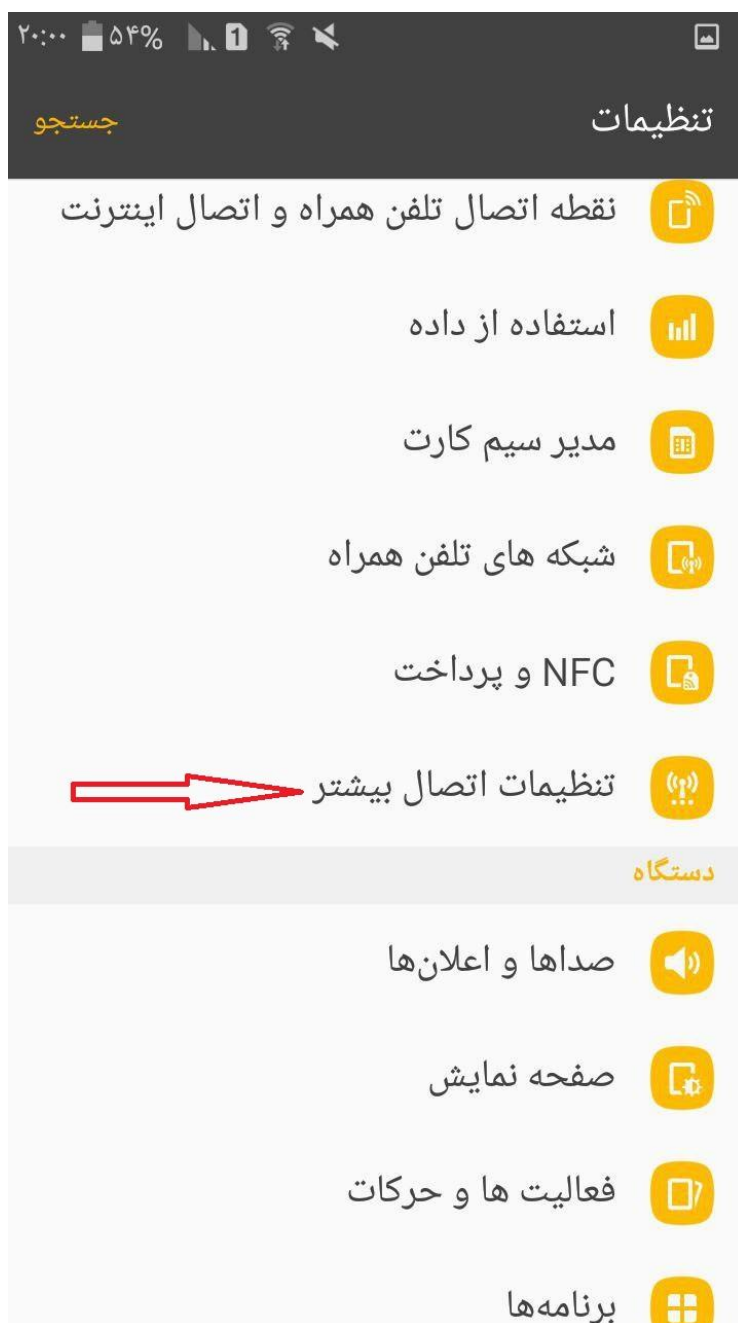 ۲۰:۰۰ ۵۴% 1
تنظیمات
جستجو
نقطه اتصال تلفن همراه و اتصال اینترنت
استفاده از داده
مدیر سیم کارت
شبکه های تلفن همراه
NFC و پرداخت
تنظیمات اتصال بیشتر
دستگاه
صداها و اعلان‌ها
صفحه نمایش
فعالیت ها و حرکات
برنامه‌ها